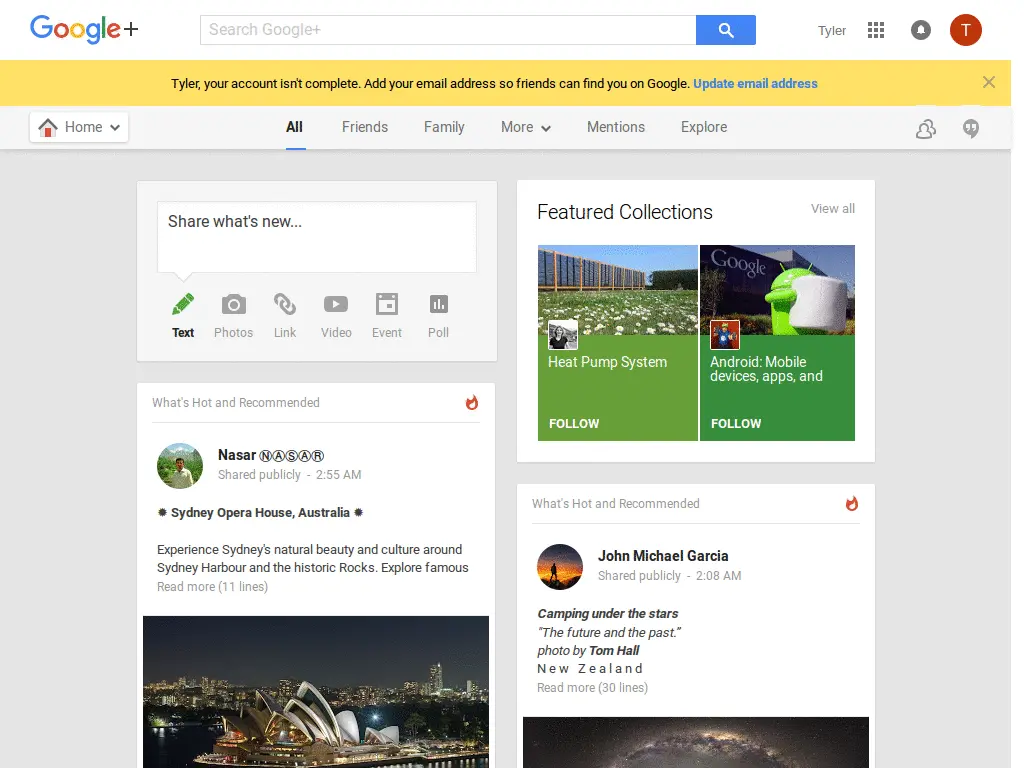 Google+
Search Google+
Tyler
T
Tyler, your account isn't complete. Add your email address so friends can find you on Google. Update email address
Home
All
Friends
Family
More
Mentions
Explore
Share what's new...
Text
Photos
Link
Video
Event
Poll
Featured Collections
View all
Google
Heat Pump System
FOLLOW
Android: Mobile
devices, apps, and
FOLLOW
What's Hot and Recommended
Nasar ⓃⒶⓈⒶⓇ
Shared publicly - 2:55 AM
✹ Sydney Opera House, Australia ✹
Experience Sydney's natural beauty and culture around
Sydney Harbour and the historic Rocks. Explore famous
Read more (11 lines)
What's Hot and Recommended
John Michael Garcia
Shared publicly - 2:08 AM
Camping under the stars
“The future and the past.”
photo by Tom Hall
N e w  Z e a l a n d
Read more (30 lines)